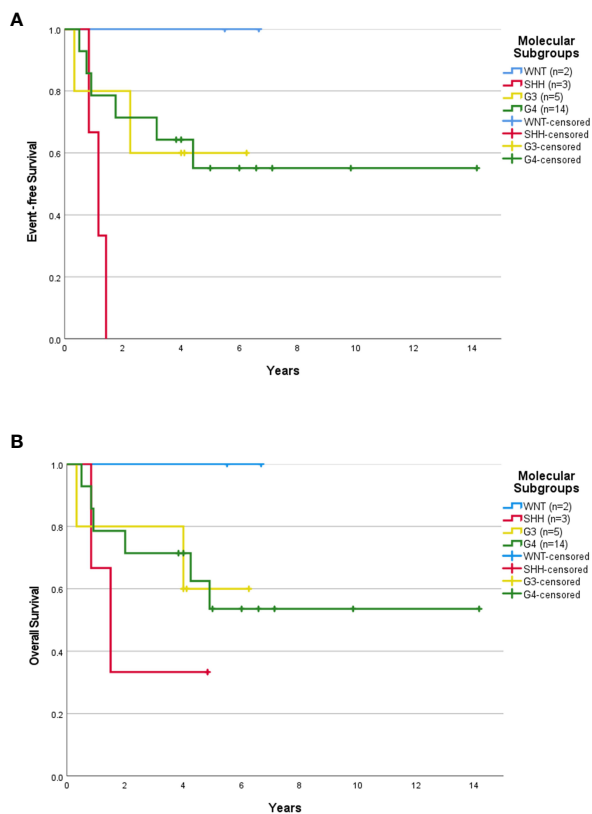 A
1.0
0.8
0.6
0.4
0.2
0.0
Event-free Survival
0 2 4 6 8 10 12 14
Years
Molecular
Subgroups
WNT (n=2)
SHH (n=3)
G3 (n=5)
G4 (n=14)
WNT-censored
SHH-censored
G3-censored
G4-censored
B
1.0
0.8
0.6
0.4
0.2
0.0
Overall Survival
0 2 4 6 8 10 12 14
Years
Molecular
Subgroups
WNT (n=2)
SHH (n=3)
G3 (n=5)
G4 (n=14)
WNT-censored
SHH-censored
G3-censored
G4-censored